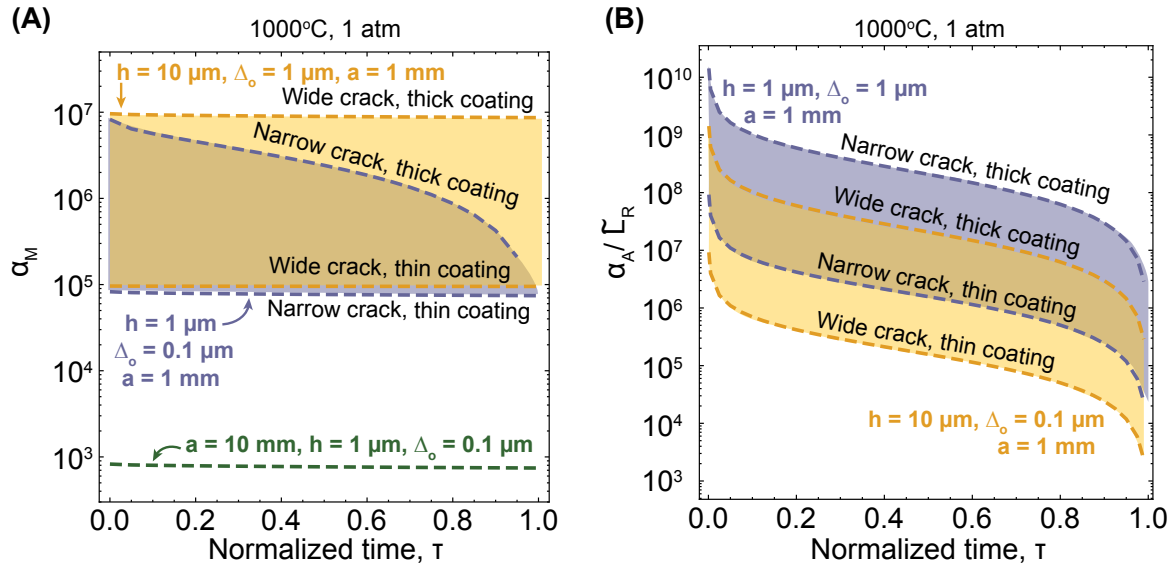 (A)
1000°C, 1 atm
h = 10 µm, Δo = 1 µm, a = 1 mm
Wide crack, thick coating
Narrow crack, thick coating
Wide crack, thin coating
Narrow crack, thin coating
h = 1 µm
Δo = 0.1 µm
a = 1 mm
a = 10 mm, h = 1 µm, Δo = 0.1 µm
αM
10^7
10^6
10^5
10^4
10^3
0.0 0.2 0.4 0.6 0.8 1.0
Normalized time, τ
(B)
1000°C, 1 atm
h = 1 µm, Δo = 1 µm
a = 1 mm
Narrow crack, thick coating
Wide crack, thick coating
Narrow crack, thin coating
Wide crack, thin coating
h = 10 µm, Δo = 0.1 µm
a = 1 mm
αA/ L̃R
10^10
10^9
10^8
10^7
10^6
10^5
10^4
10^3
0.0 0.2 0.4 0.6 0.8 1.0
Normalized time, τ